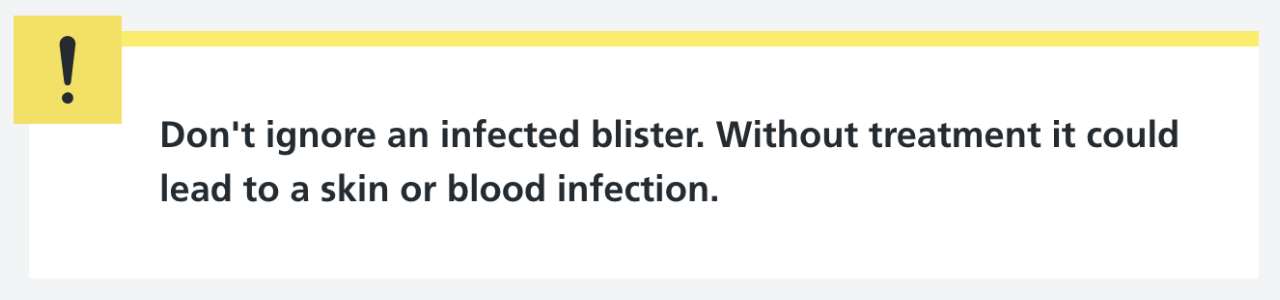 !
Don't ignore an infected blister. Without treatment it could
lead to a skin or blood infection.